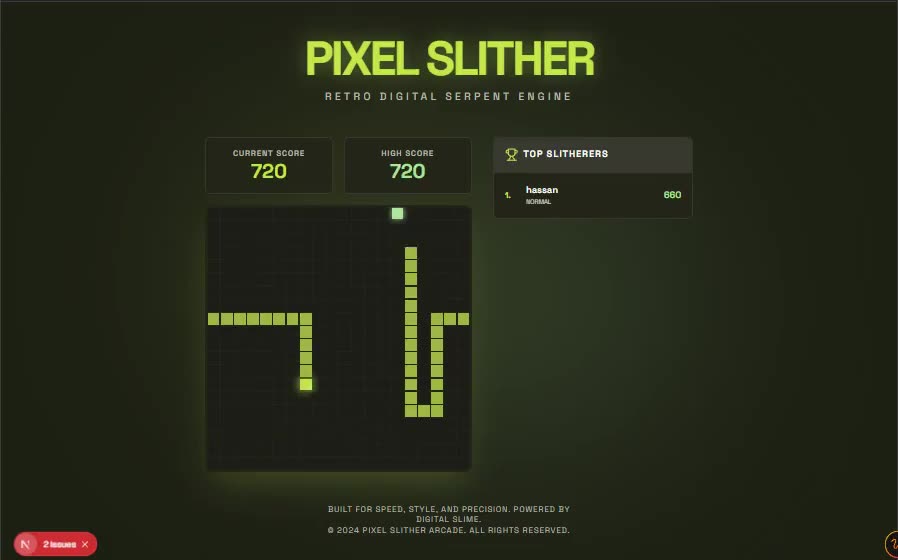 PIXEL SLITHER
RETRO DIGITAL SERPENT ENGINE
CURRENT SCORE
720
HIGH SCORE
720
TOP SLITHERERS
1. hassan 660
NORMAL
BUILT FOR SPEED, STYLE, AND PRECISION. POWERED BY
DIGITAL SLIME.
© 2024 PIXEL SLITHER ARCADE. ALL RIGHTS RESERVED.
N 2 Issues ×